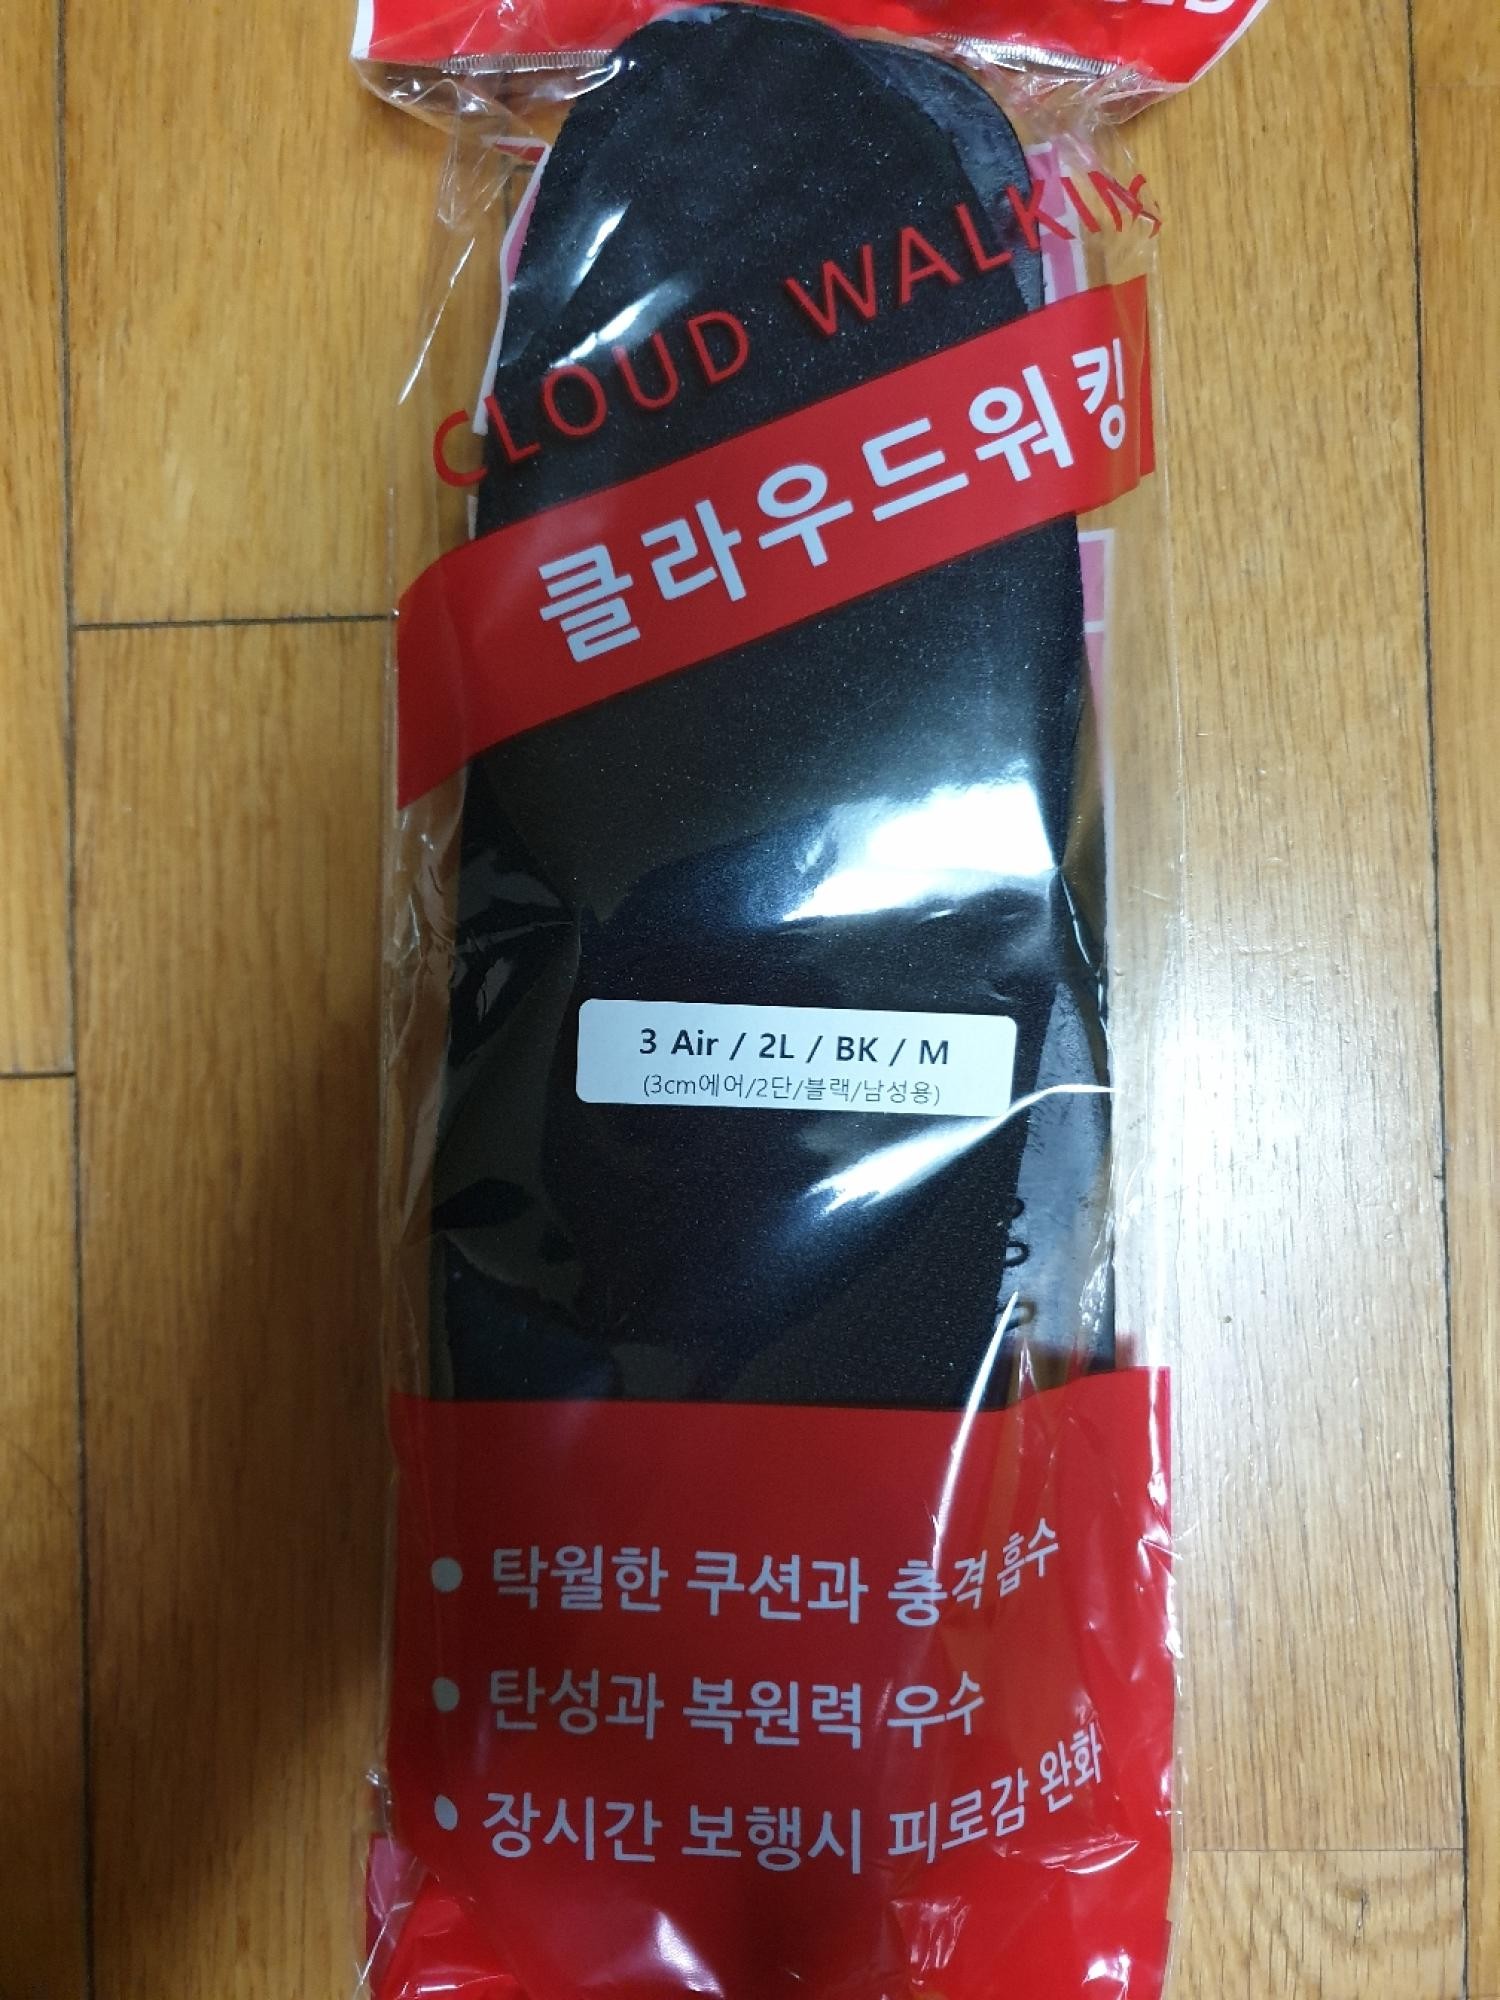 CLOUD WALKING
클라우드워킹
3 Air / 2L / BK / M
(3cm에어/2단/블랙/남성용)
• 탁월한 쿠션과 충격 흡수
• 탄성과 복원력 우수
• 장시간 보행시 피로감 완화